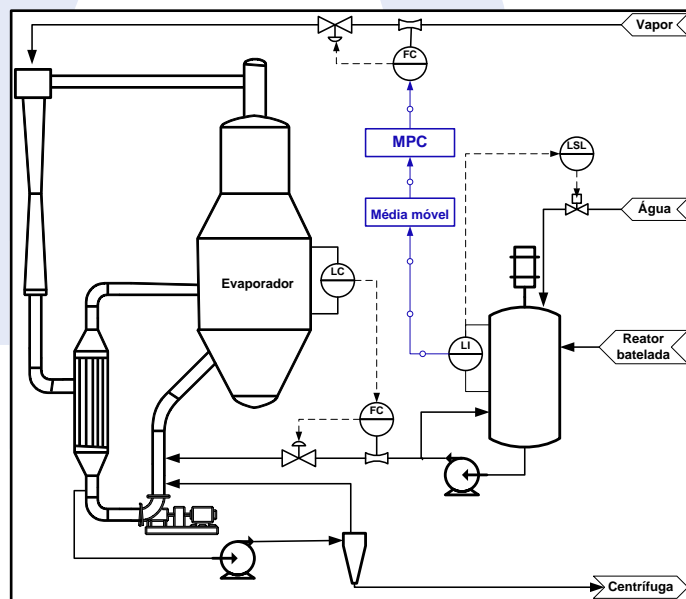 Vapor
FC
MPC
LSL
Média móvel
Água
LC
Evaporador
LI
Reator
batelada
FC
Centrífuga